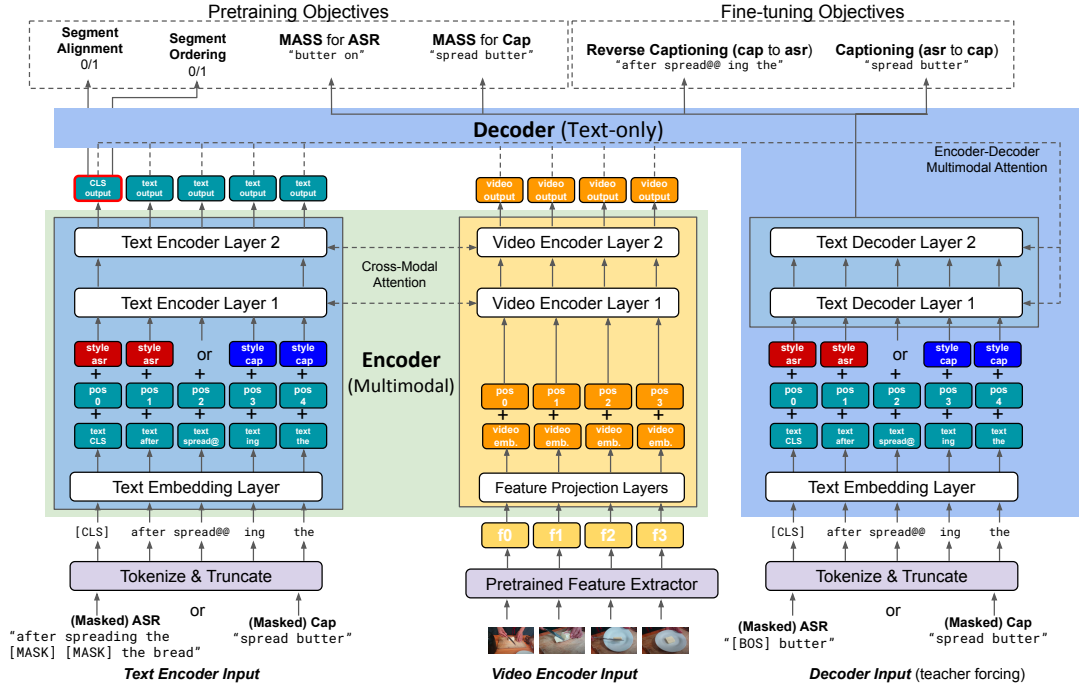 Pretraining Objectives
Fine-tuning Objectives
Segment
Alignment
0/1
Segment
Ordering
0/1
MASS for ASR
"butter on"
MASS for Cap
"spread butter"
Reverse Captioning (cap to asr)
"after spread@@ ing the"
Captioning (asr to cap)
"spread butter"
Decoder (Text-only)
Encoder-Decoder
Multimodal Attention
CLS
output
text
output
text
output
text
output
text
output
video
output
video
output
video
output
video
output
Text Encoder Layer 2
Video Encoder Layer 2
Text Decoder Layer 2
Cross-Modal
Attention
Text Encoder Layer 1
Video Encoder Layer 1
Text Decoder Layer 1
Encoder
(Multimodal)
style
asr
style
asr
or
style
cap
style
cap
style
asr
style
asr
or
style
cap
style
cap
+ + + + +
+ + + + +
pos
0
pos
1
pos
2
pos
3
pos
4
pos
0
pos
1
pos
2
pos
3
pos
0
pos
1
pos
2
pos
3
pos
4
+ + + + +
+ + + +
+ + + + +
text
CLS
text
after
text
spread@
text
ing
text
the
video
emb.
video
emb.
video
emb.
video
emb.
text
CLS
text
after
text
spread@
text
ing
text
the
Text Embedding Layer
Feature Projection Layers
Text Embedding Layer
[CLS] after spread@@ ing the
f0 f1 f2 f3
[CLS] after spread@@ ing the
Tokenize & Truncate
Pretrained Feature Extractor
Tokenize & Truncate
(Masked) ASR
"after spreading the
[MASK] [MASK] the bread"
or
(Masked) Cap
"spread butter"
(Masked) ASR
"[BOS] butter"
or
(Masked) Cap
"spread butter"
Text Encoder Input
Video Encoder Input
Decoder Input (teacher forcing)